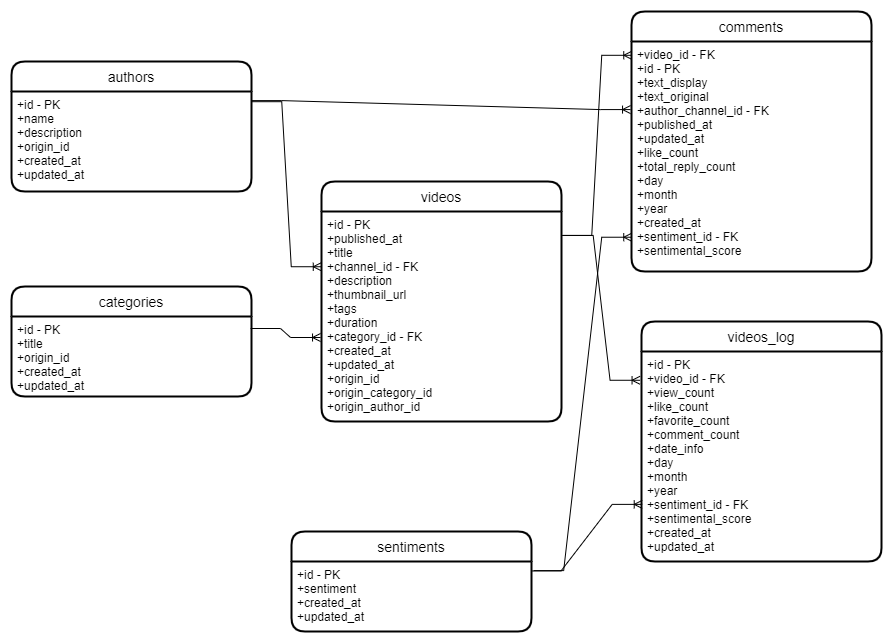 authors
+id - PK
+name
+description
+origin_id
+created_at
+updated_at
categories
+id - PK
+title
+origin_id
+created_at
+updated_at
videos
+id - PK
+published_at
+title
+channel_id - FK
+description
+thumbnail_url
+tags
+duration
+category_id - FK
+created_at
+updated_at
+origin_id
+origin_category_id
+origin_author_id
sentiments
+id - PK
+sentiment
+created_at
+updated_at
comments
+video_id - FK
+id - PK
+text_display
+text_original
+author_channel_id - FK
+published_at
+updated_at
+like_count
+total_reply_count
+day
+month
+year
+created_at
+sentiment_id - FK
+sentimental_score
videos_log
+id - PK
+video_id - FK
+view_count
+like_count
+favorite_count
+comment_count
+date_info
+day
+month
+year
+sentiment_id - FK
+sentimental_score
+created_at
+updated_at